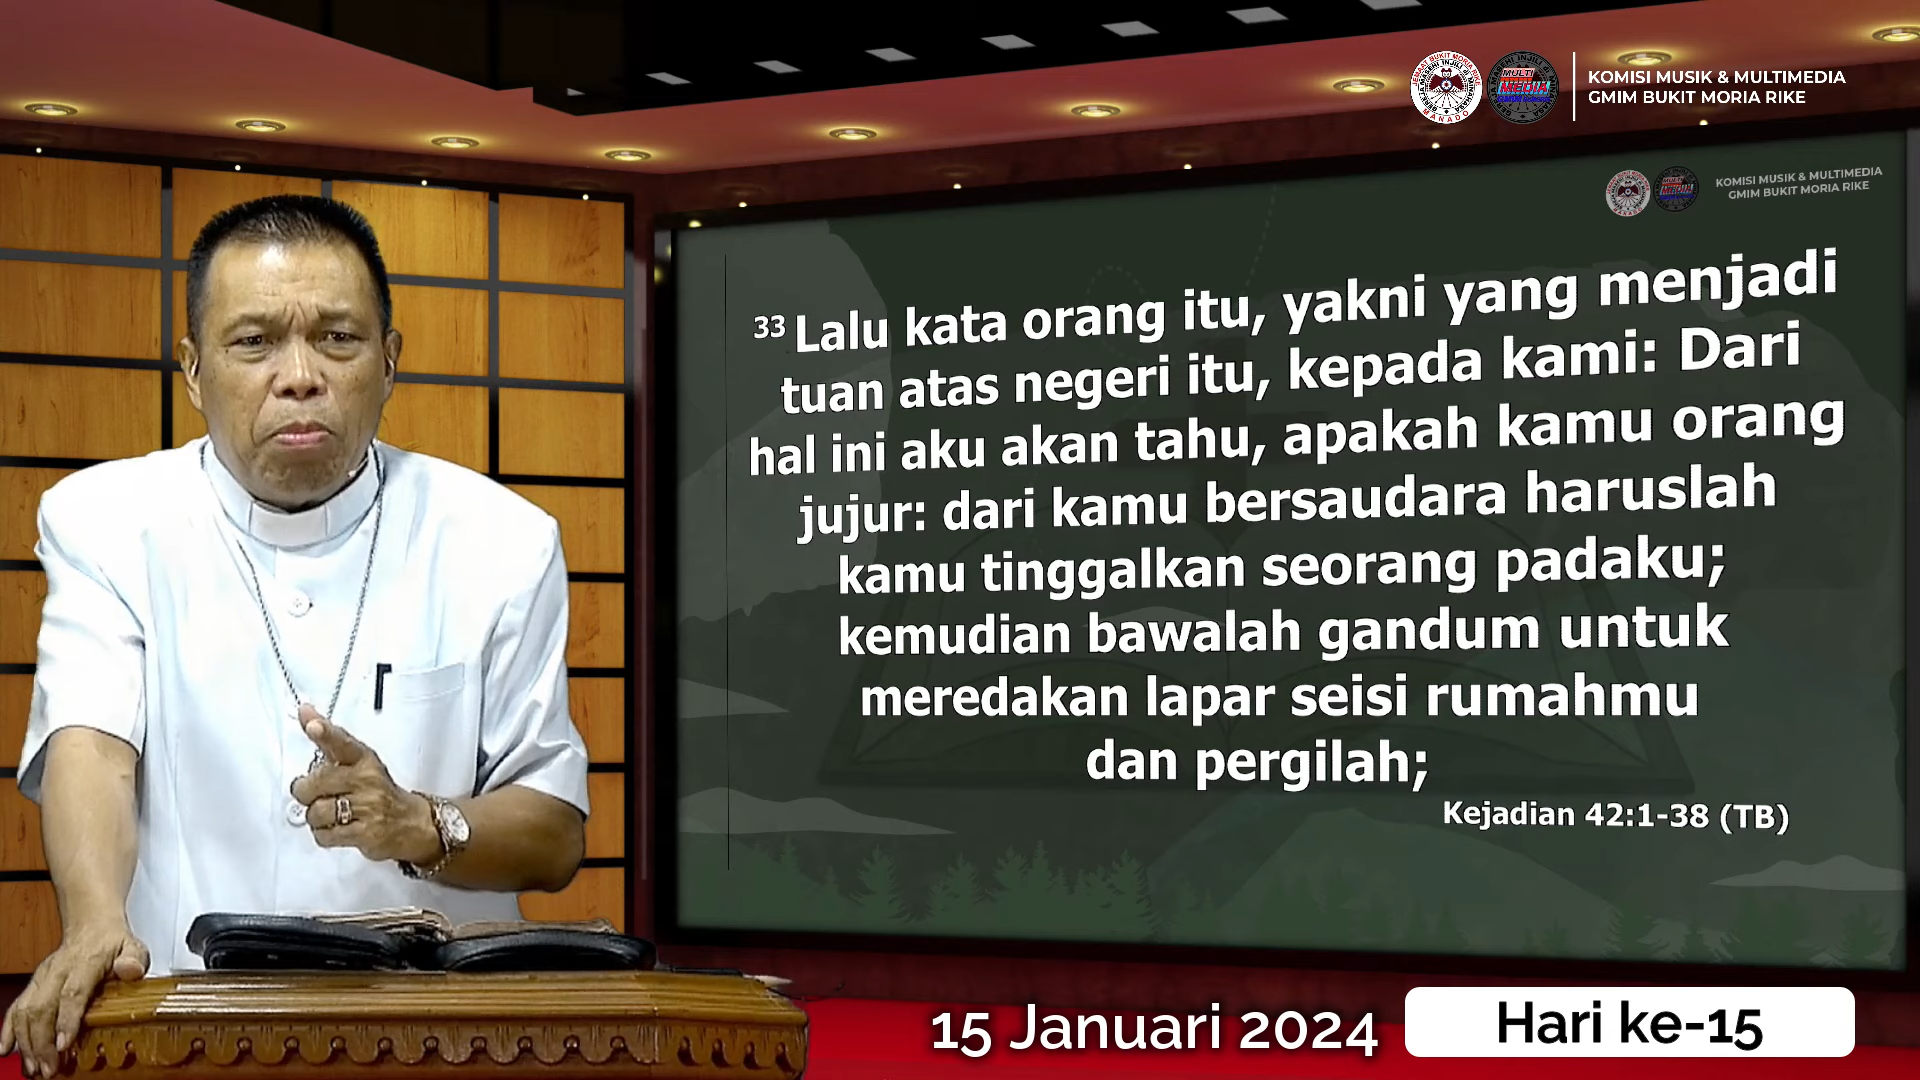 KOMISI MUSIK & MULTIMEDIA
GMIM BUKIT MORIA RIKE
MULTI
MEDIA
MANADO
KOMISI MUSIK & MULTIMEDIA
GMIM BUKIT MORIA RIKE
33 Lalu kata orang itu, yakni yang menjadi
tuan atas negeri itu, kepada kami: Dari
hal ini aku akan tahu, apakah kamu orang
jujur: dari kamu bersaudara haruslah
kamu tinggalkan seorang padaku;
kemudian bawalah gandum untuk
meredakan lapar seisi rumahmu
dan pergilah;
Kejadian 42:1-38 (TB)
15 Januari 2024
Hari ke-15